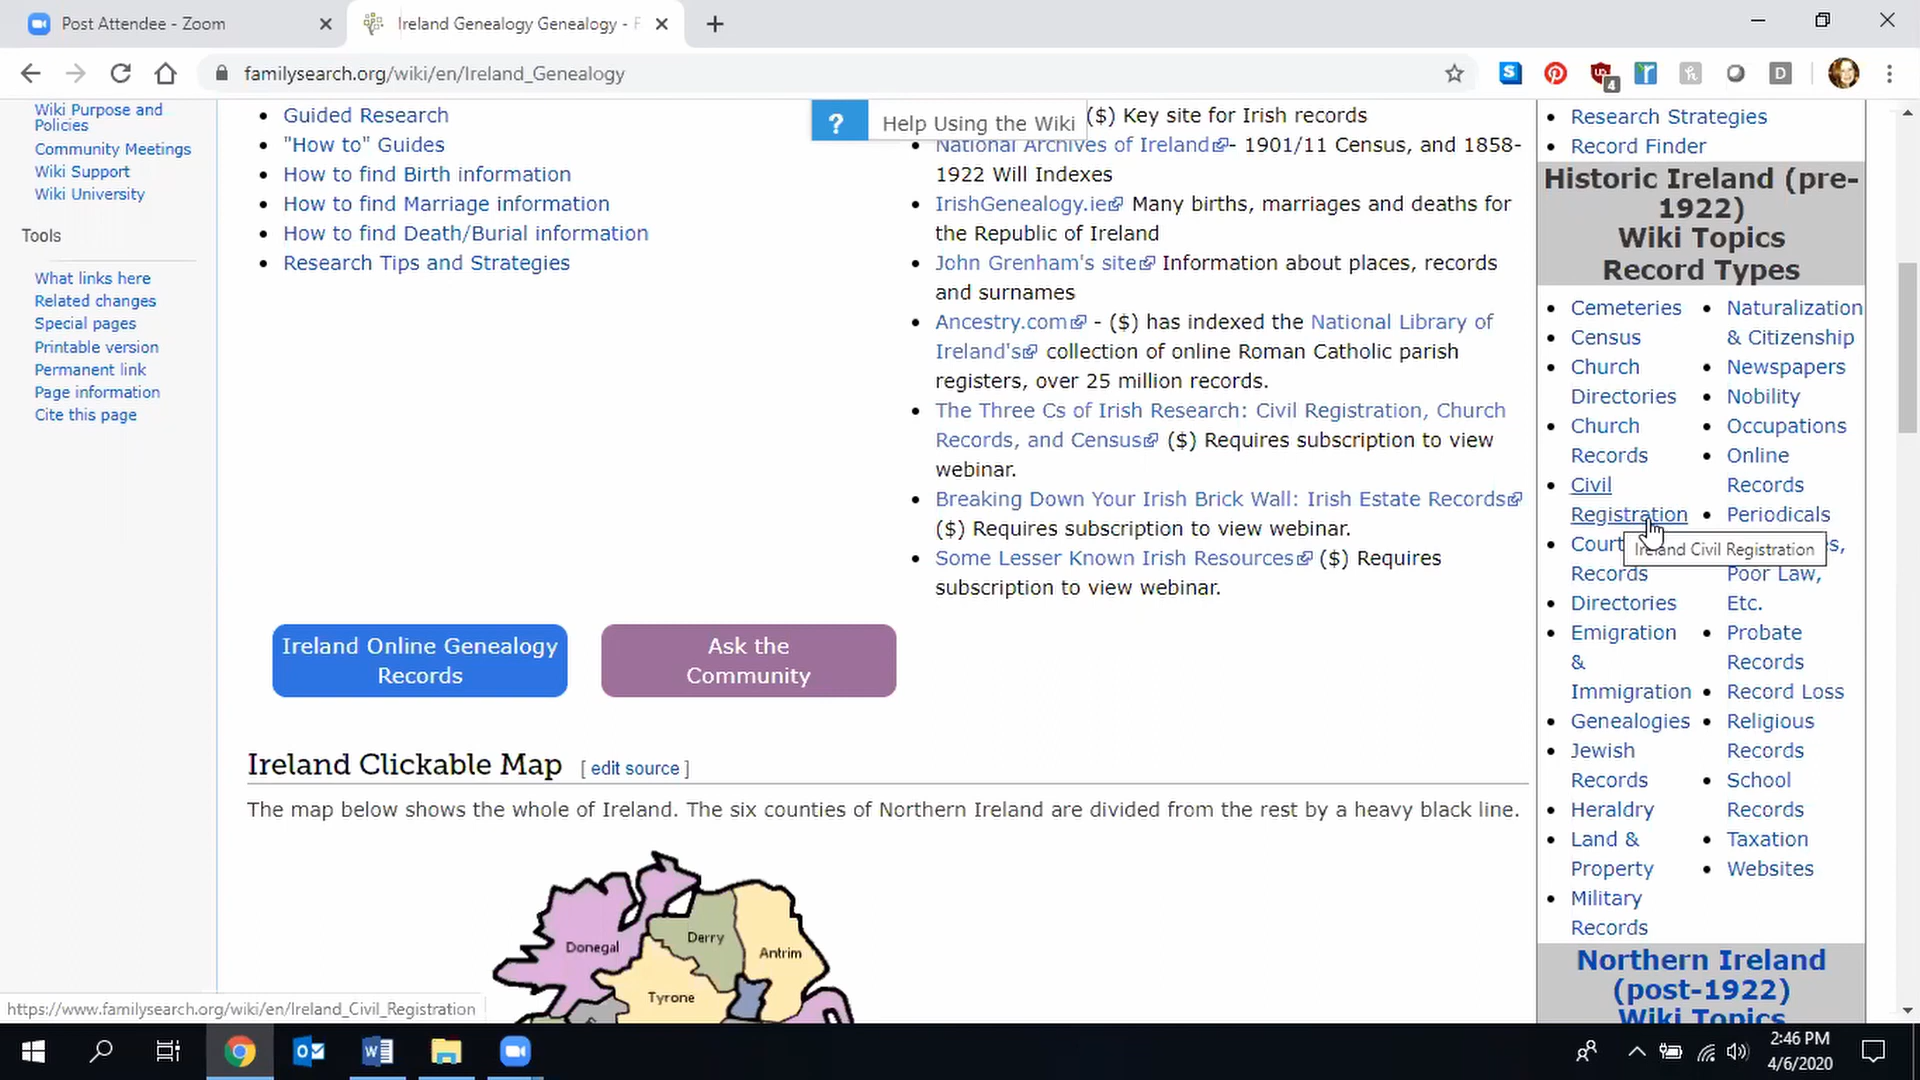 Post Attendee - Zoom
Ireland Genealogy Genealogy - F
familysearch.org/wiki/en/Ireland_Genealogy
4
Wiki Purpose and
Policies
Community Meetings
Wiki Support
Wiki University
Tools
What links here
Related changes
Special pages
Printable version
Permanent link
Page information
Cite this page
Guided Research
"How to" Guides
How to find Birth information
How to find Marriage information
How to find Death/Burial information
Research Tips and Strategies
? Help Using the Wiki
($) Key site for Irish records
National Archives of Ireland - 1901/11 Census, and 1858-
1922 Will Indexes
IrishGenealogy.ie Many births, marriages and deaths for
the Republic of Ireland
John Grenham's site Information about places, records
and surnames
Ancestry.com - ($) has indexed the National Library of
Ireland's collection of online Roman Catholic parish
registers, over 25 million records.
The Three Cs of Irish Research: Civil Registration, Church
Records, and Census ($) Requires subscription to view
webinar.
Breaking Down Your Irish Brick Wall: Irish Estate Records
($) Requires subscription to view webinar.
Some Lesser Known Irish Resources ($) Requires
subscription to view webinar.
Ireland Online Genealogy
Records
Ask the
Community
Ireland Clickable Map [ edit source ]
The map below shows the whole of Ireland. The six counties of Northern Ireland are divided from the rest by a heavy black line.
Donegal
Derry
Antrim
Tyrone
Research Strategies
Record Finder
Historic Ireland (pre-
1922)
Wiki Topics
Record Types
Cemeteries
Census
Church
Directories
Church
Records
Civil
Registration
Court
Records
Directories
Emigration
&
Immigration
Genealogies
Jewish
Records
Heraldry
Land &
Property
Military
Records
Naturalization
& Citizenship
Newspapers
Nobility
Occupations
Online
Records
Periodicals
Ireland Civil Registration
Poor Law,
Etc.
Probate
Records
Record Loss
Religious
Records
School
Records
Taxation
Websites
Northern Ireland
(post-1922)
Wiki Topics
https://www.familysearch.org/wiki/en/Ireland_Civil_Registration
2:46 PM
4/6/2020